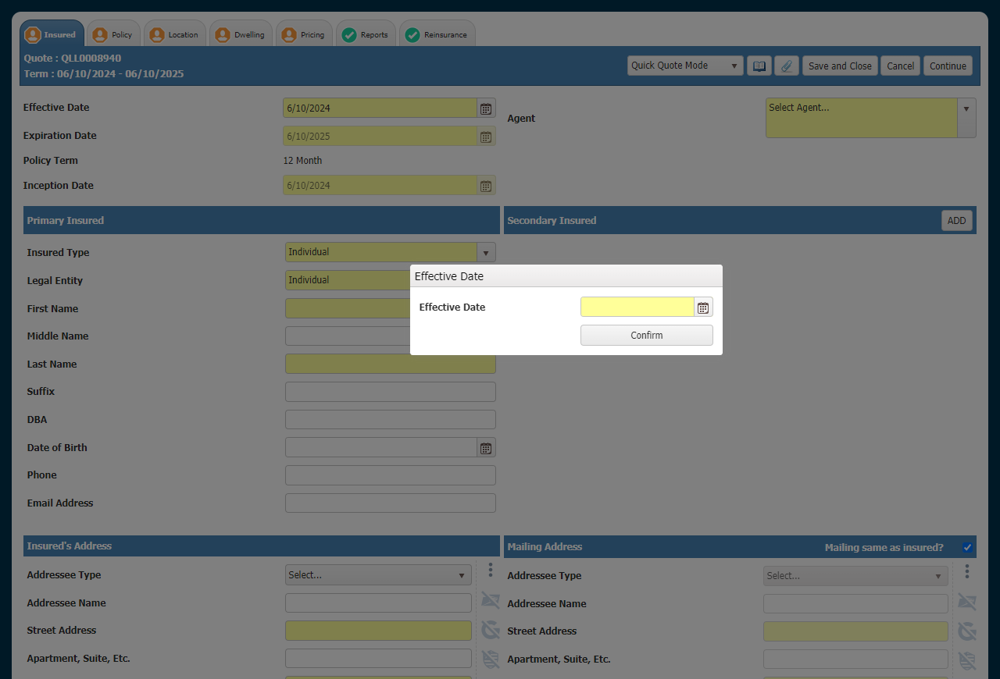 Insured Policy Location Dwelling Pricing Reports Reinsurance
Quote : QLL0008940
Term : 06/10/2024 - 06/10/2025
Quick Quote Mode Save and Close Cancel Continue
Effective Date 6/10/2024
Agent Select Agent...
Expiration Date 6/10/2025
Policy Term 12 Month
Inception Date 6/10/2024
Primary Insured Secondary Insured ADD
Insured Type Individual
Legal Entity Individual
First Name
Middle Name
Last Name
Suffix
DBA
Date of Birth
Phone
Email Address
Effective Date
Effective Date
Confirm
Insured's Address Mailing Address Mailing same as insured?
Addressee Type Select... Addressee Type Select...
Addressee Name Addressee Name
Street Address Street Address
Apartment, Suite, Etc. Apartment, Suite, Etc.